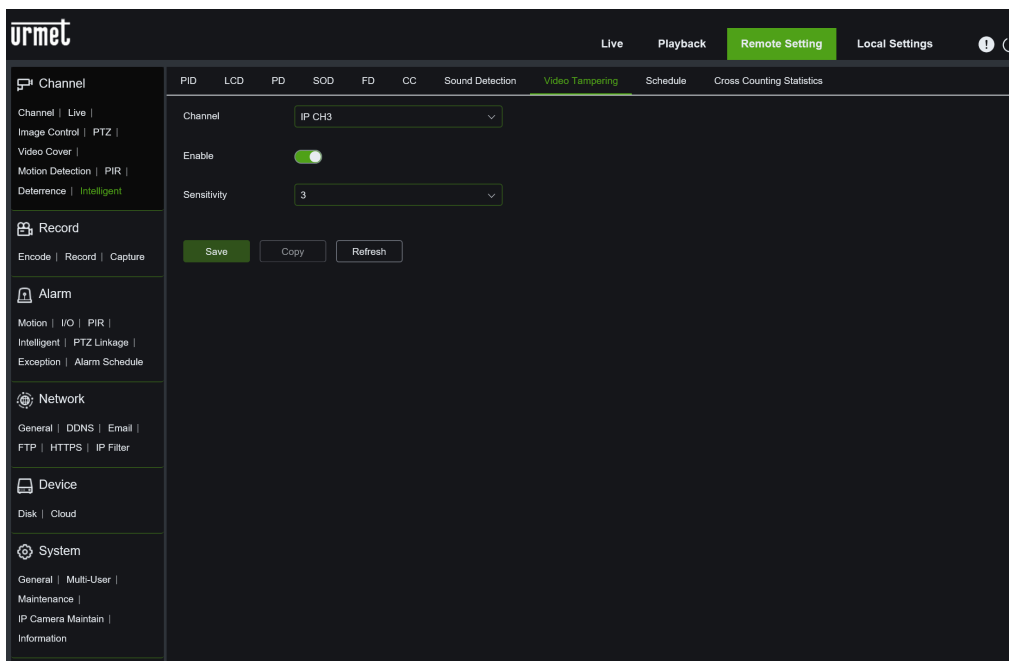 urmet
Live Playback Remote Setting Local Settings
Channel
Channel | Live |
Image Control | PTZ |
Video Cover |
Motion Detection | PIR |
Deterrence | Intelligent
Record
Encode | Record | Capture
Alarm
Motion | I/O | PIR |
Intelligent | PTZ Linkage |
Exception | Alarm Schedule
Network
General | DDNS | Email |
FTP | HTTPS | IP Filter
Device
Disk | Cloud
System
General | Multi-User |
Maintenance |
IP Camera Maintain |
Information
PID LCD PD SOD FD CC Sound Detection Video Tampering Schedule Cross Counting Statistics
Channel IP CH3
Enable
Sensitivity 3
Save Copy Refresh